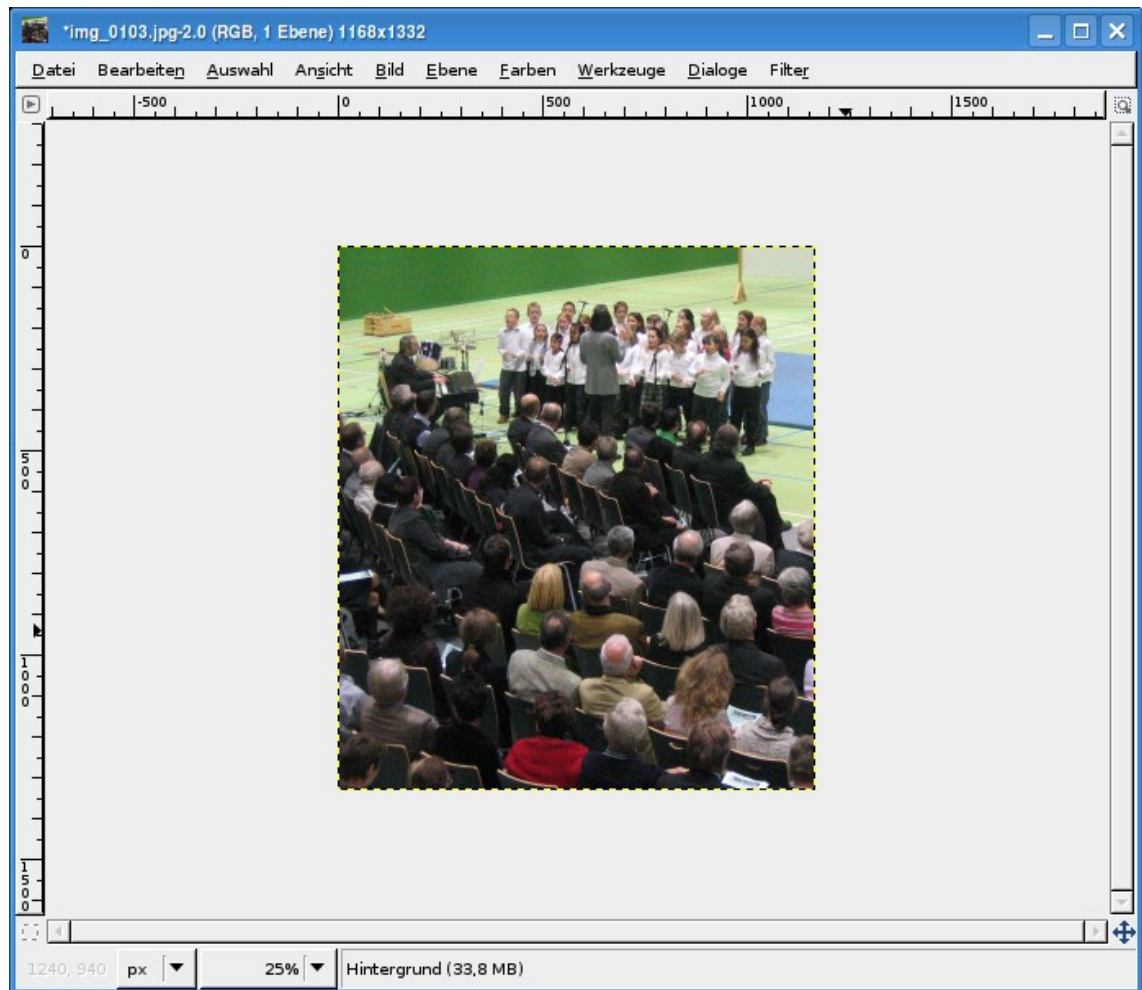 *img_0103.jpg-2.0 (RGB, 1 Ebene) 1168x1332
Datei Bearbeiten Auswahl Ansicht Bild Ebene Farben Werkzeuge Dialoge Filter
-500 0 500 1000 1500
0
500
1000
1500
1240, 940 px 25% Hintergrund (33,8 MB)